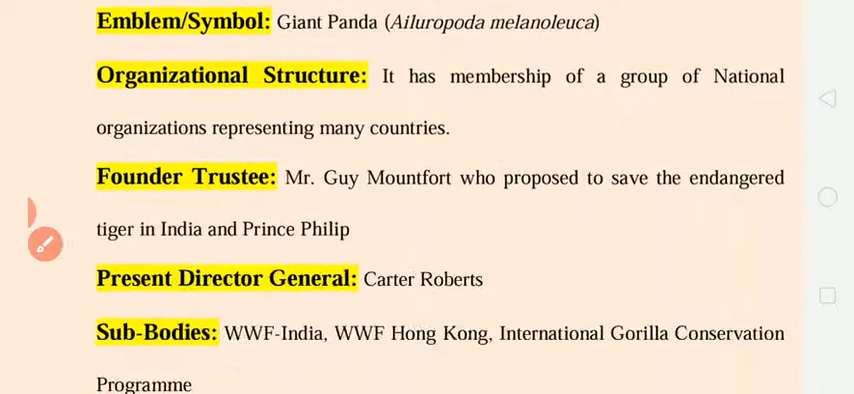 Emblem/Symbol: Giant Panda (Ailuropoda melanoleuca)
Organizational Structure: It has membership of a group of National
organizations representing many countries.
Founder Trustee: Mr. Guy Mountfort who proposed to save the endangered
tiger in India and Prince Philip
Present Director General: Carter Roberts
Sub-Bodies: WWF-India, WWF Hong Kong, International Gorilla Conservation
Programme